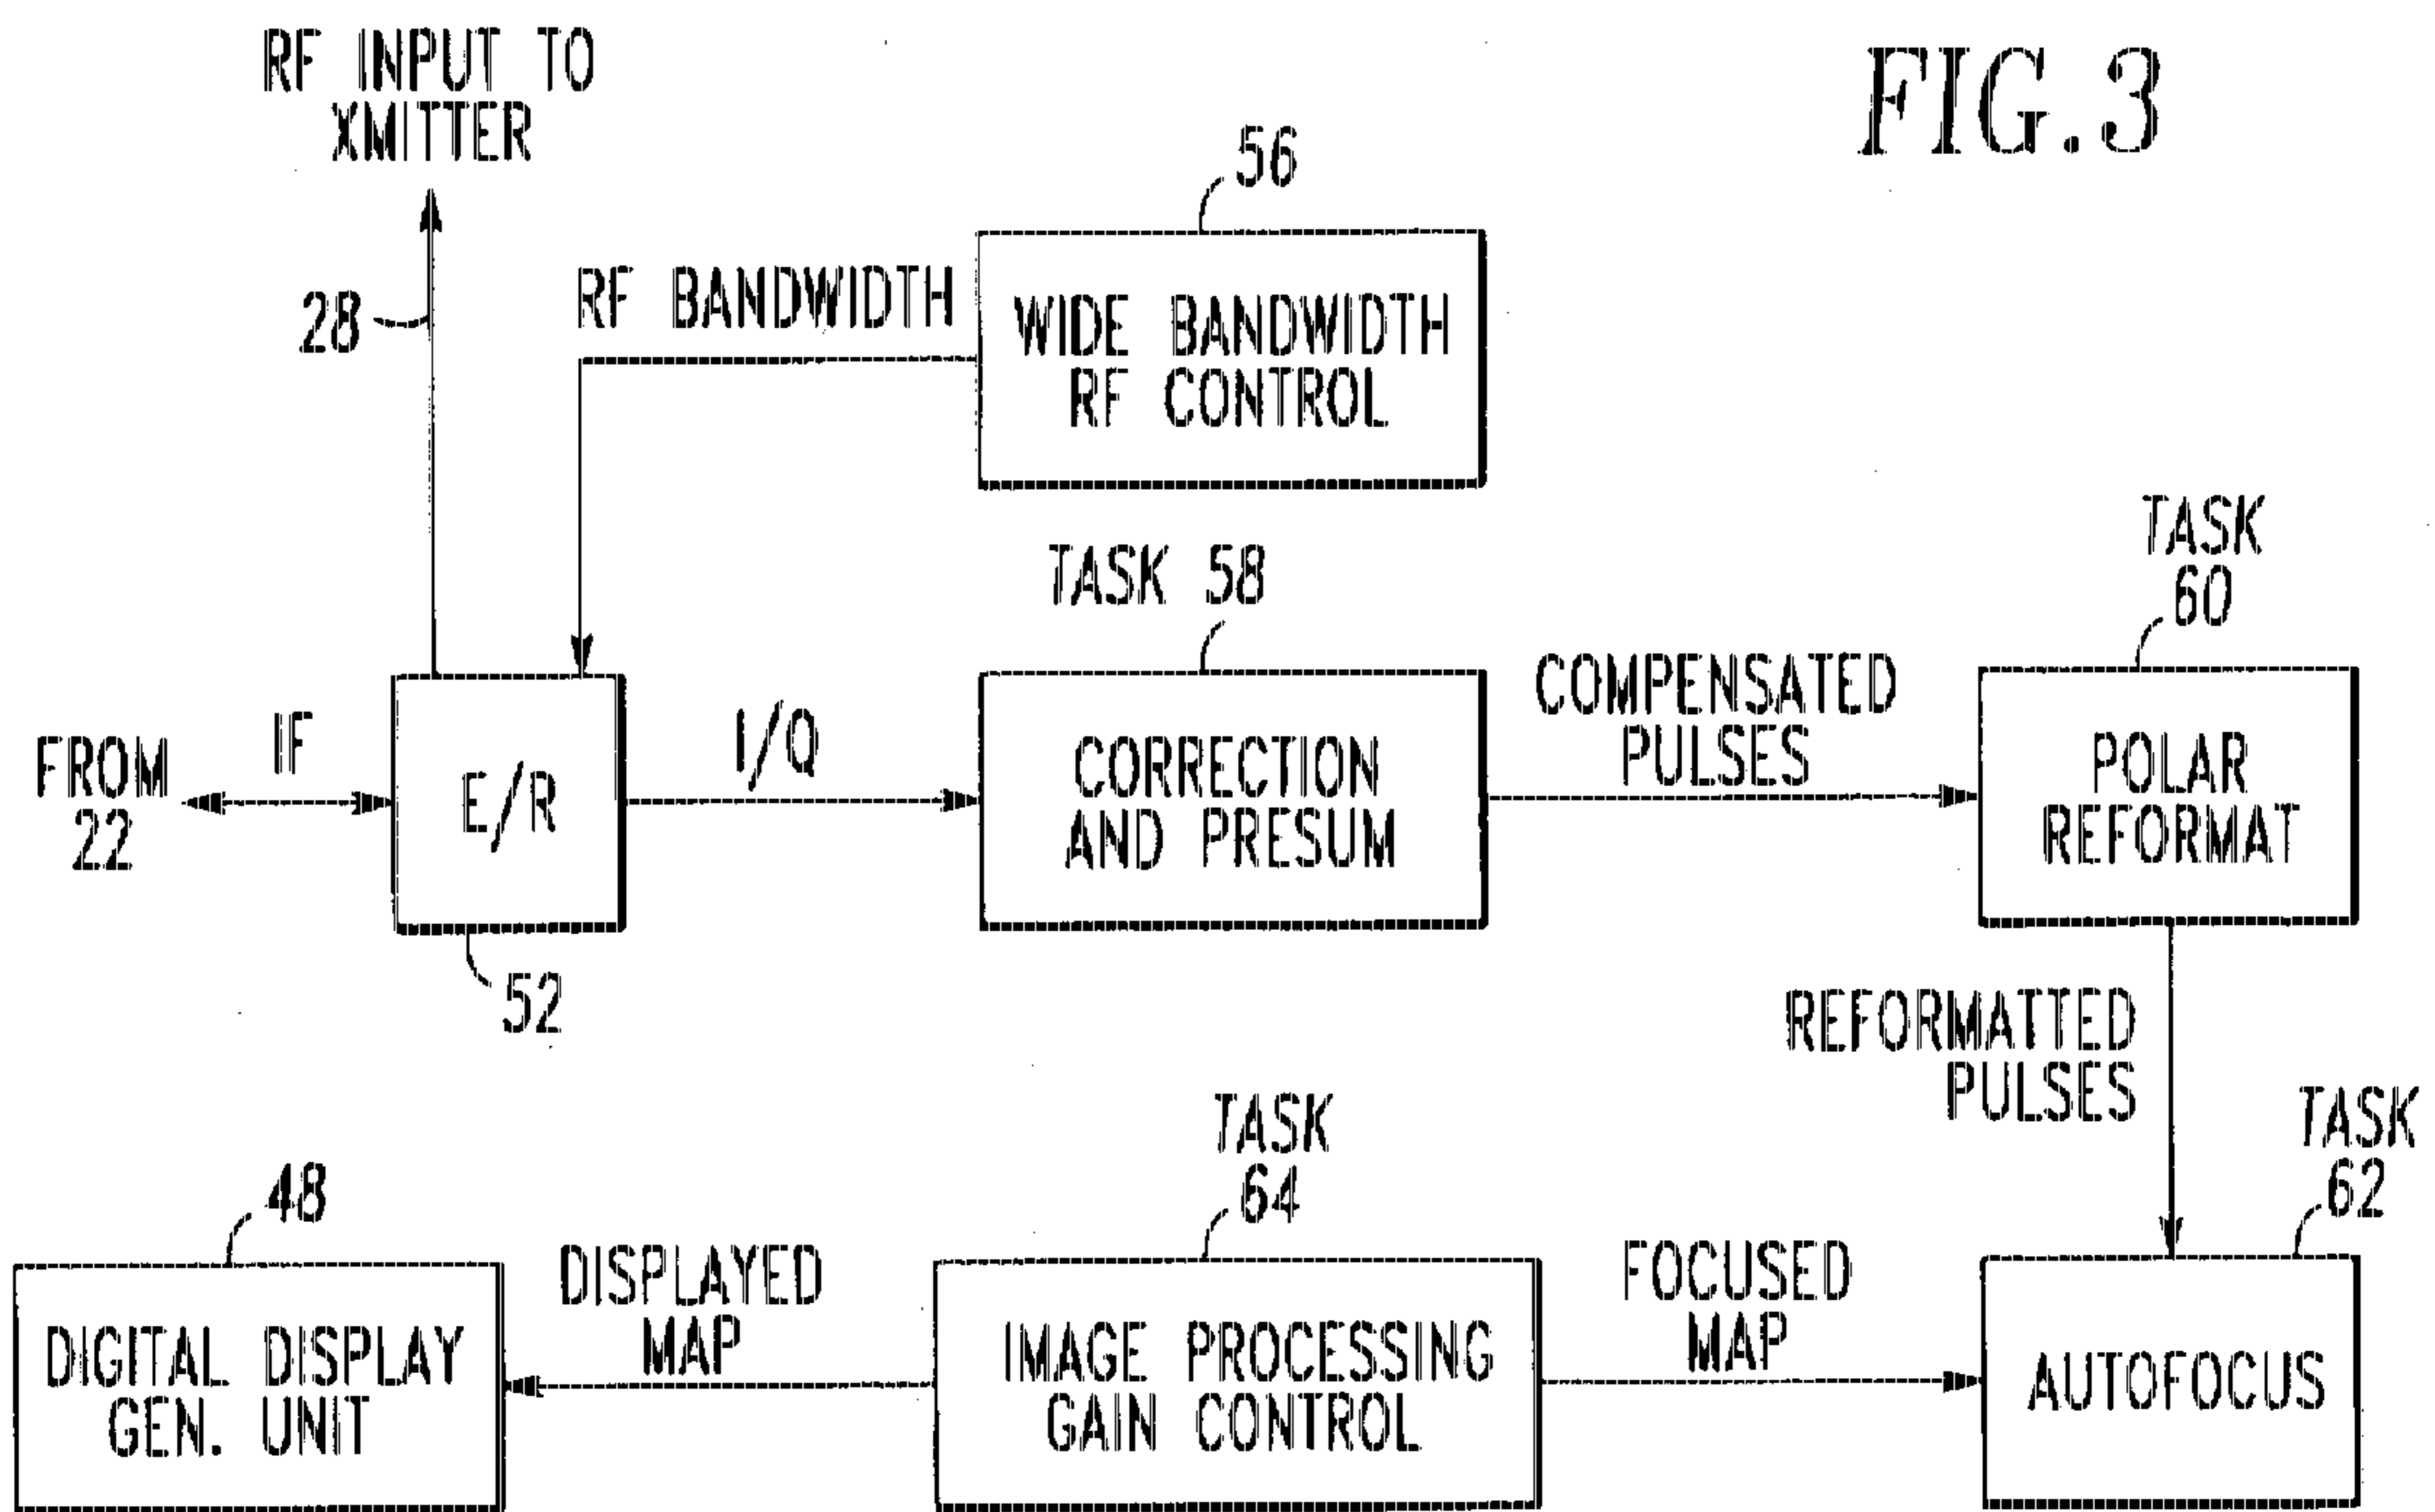 RF INPUT TO
XMITTER
FIG. 3
56
28
RF BANDWIDTH
WIDE BANDWIDTH
RF CONTROL
TASK 58
TASK
60
FROM
22
IF
E/R
I/Q
CORRECTION
AND PRESUM
COMPENSATED
PULSES
POLAR
REFORMAT
52
REFORMATTED
PULSES
TASK
62
48
TASK
64
DIGITAL DISPLAY
GEN. UNIT
DISPLAYED
MAP
IMAGE PROCESSING
GAIN CONTROL
FOCUSED
MAP
AUTOFOCUS